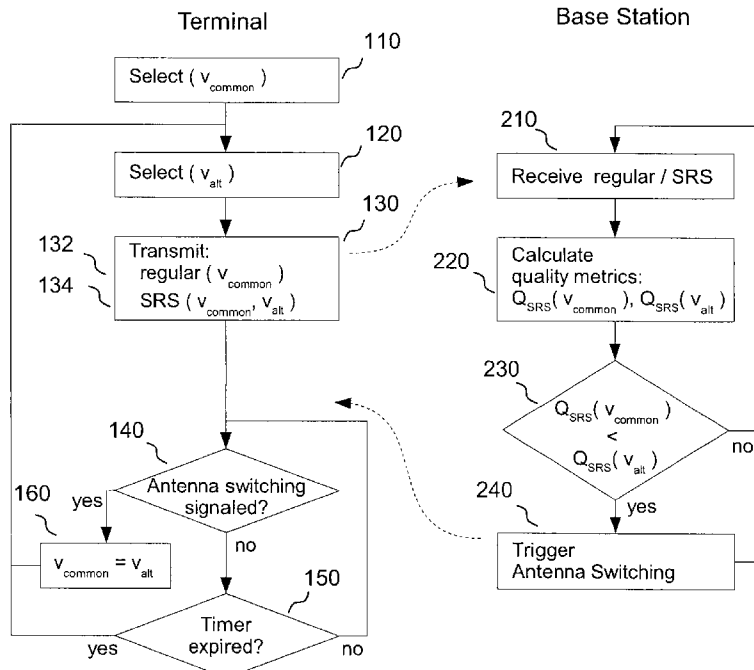 Terminal
110
Select ( v_common )
120
Select ( v_alt )
130
132
134
Transmit:
regular ( v_common )
SRS ( v_common, v_alt )
140
Antenna switching
signaled?
yes
no
160
v_common = v_alt
150
Timer
expired?
yes
no
Base Station
210
Receive regular / SRS
220
Calculate
quality metrics:
Q_SRS( v_common ), Q_SRS( v_alt )
230
Q_SRS( v_common )
<
Q_SRS( v_alt )
no
yes
240
Trigger
Antenna Switching